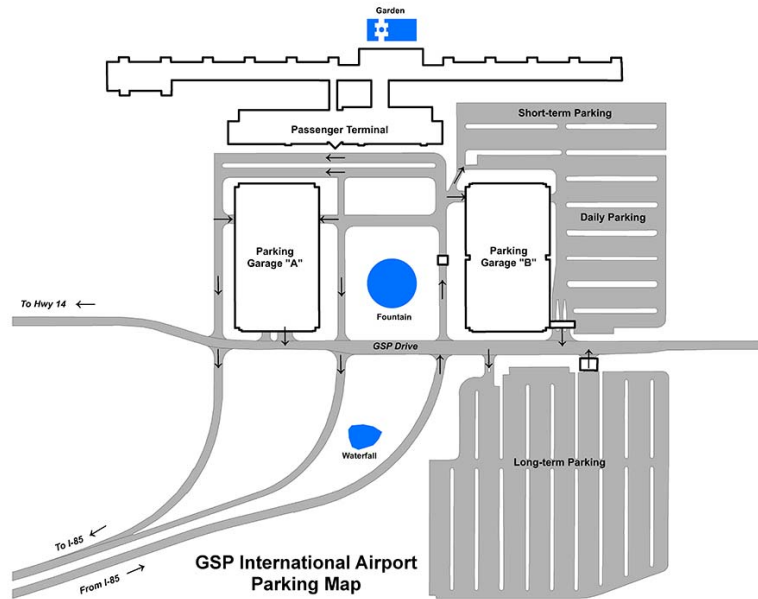 Garden
Short-term Parking
Passenger Terminal
Daily Parking
Parking
Garage "A"
Parking
Garage "B"
To Hwy 14
Fountain
GSP Drive
Waterfall
Long-term Parking
To I-85
From I-85
GSP International Airport
Parking Map